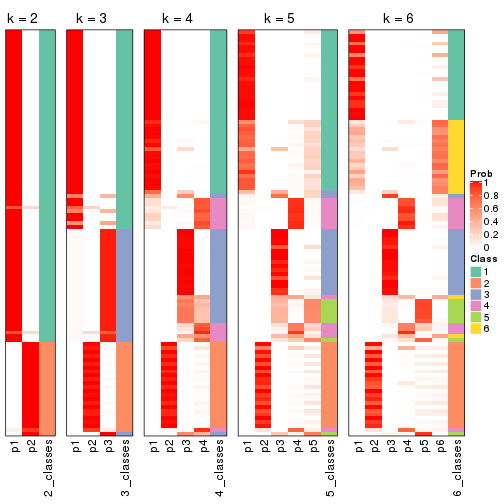 k = 2
k = 3
k = 4
k = 5
k = 6
p1
p2
2_classes
p1
p2
p3
3_classes
p1
p2
p3
p4
4_classes
p1
p2
p3
p4
p5
5_classes
p1
p2
p3
p4
p5
p6
6_classes
Prob
1
0.8
0.6
0.4
0.2
0
Class
1
2
3
4
5
6